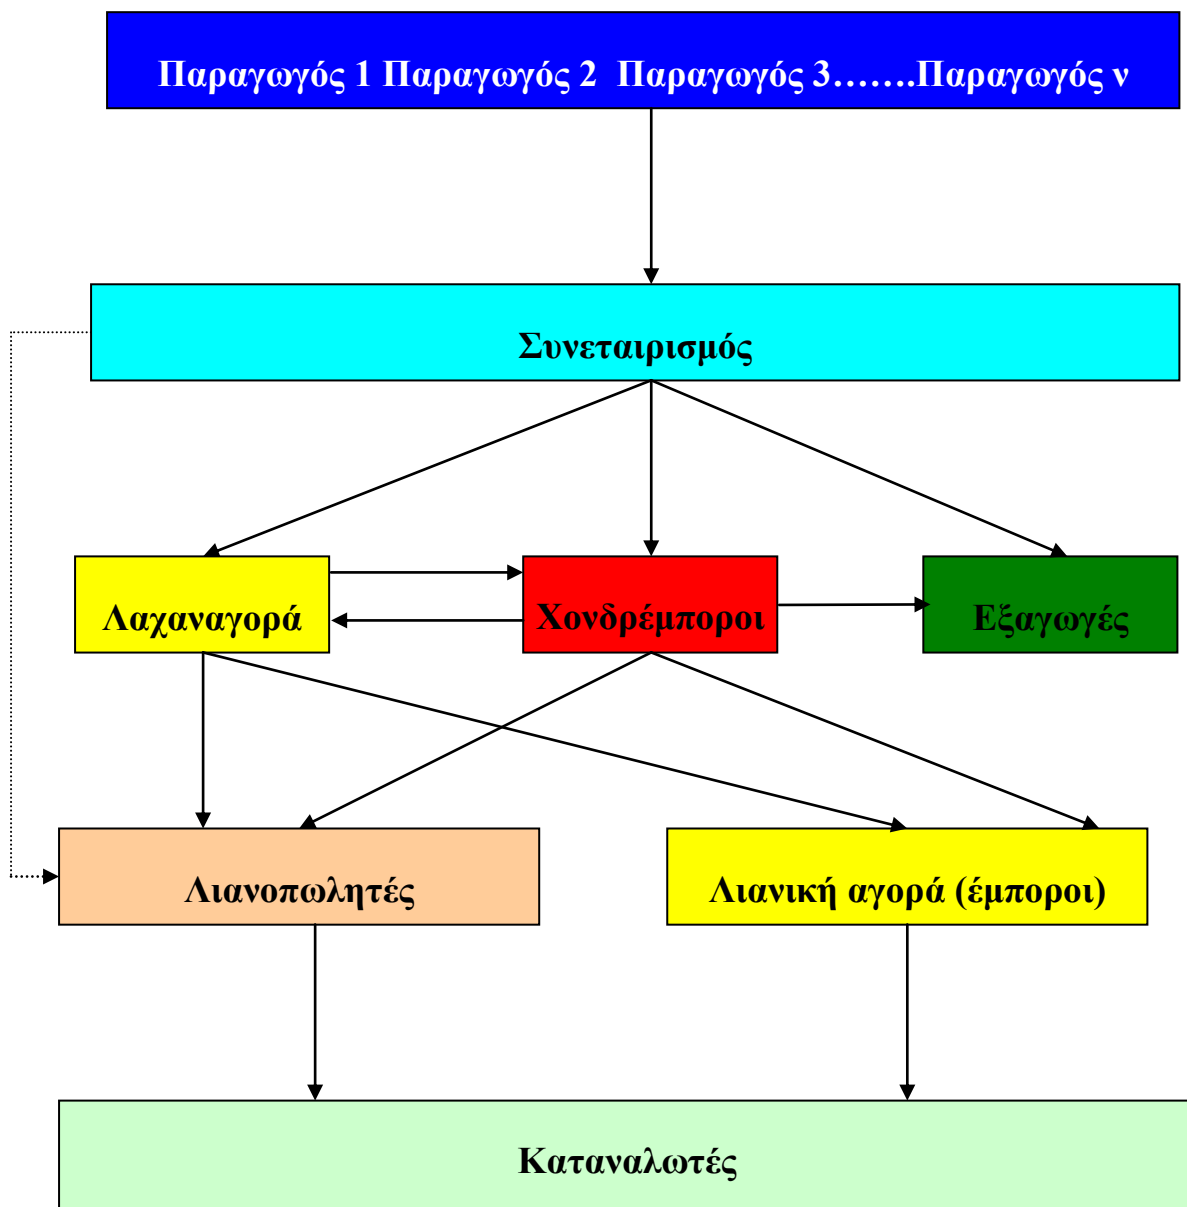 Παραγωγός 1 Παραγωγός 2  Παραγωγός 3…….Παραγωγός ν
Συνεταιρισμός
Λαχαναγορά
Χονδρέμποροι
Εξαγωγές
Λιανοπωλητές
Λιανική αγορά (έμποροι)
Καταναλωτές